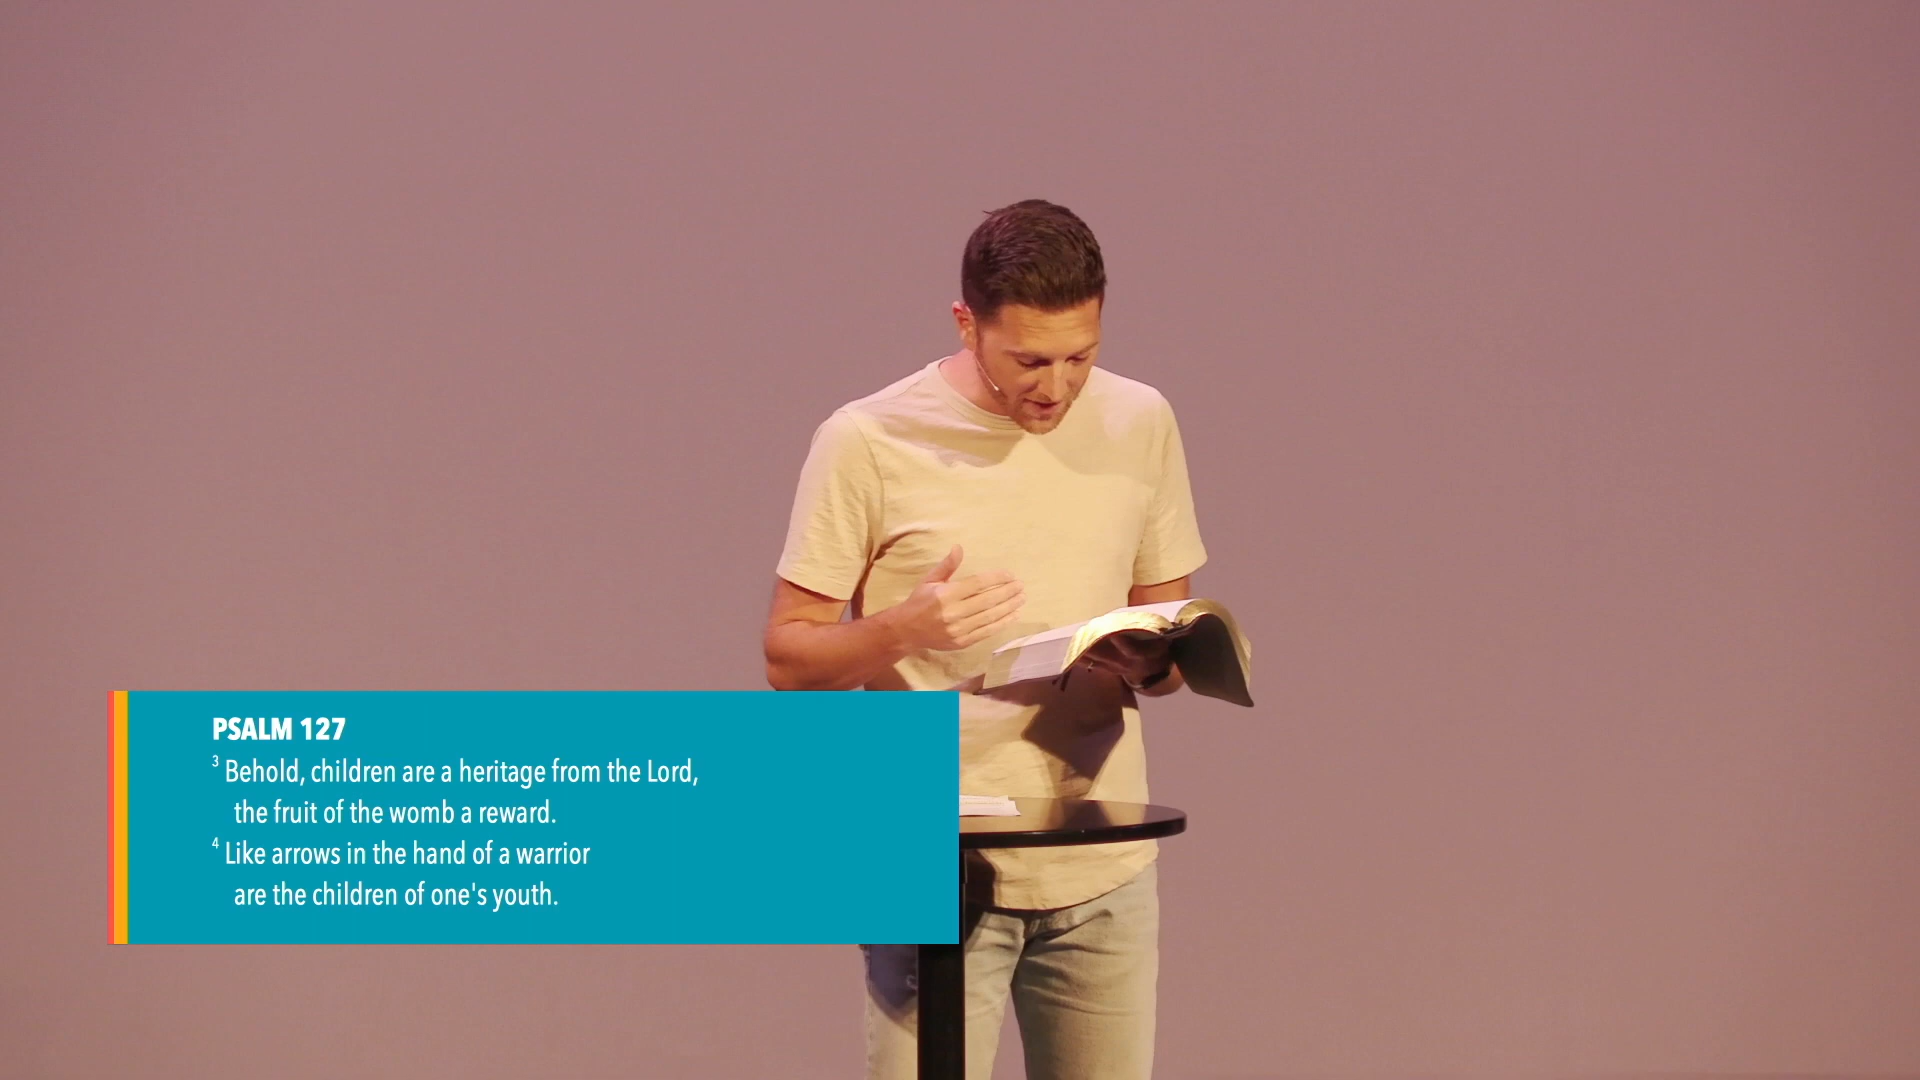 PSALM 127
3 Behold, children are a heritage from the Lord,
the fruit of the womb a reward.
4 Like arrows in the hand of a warrior
are the children of one's youth.